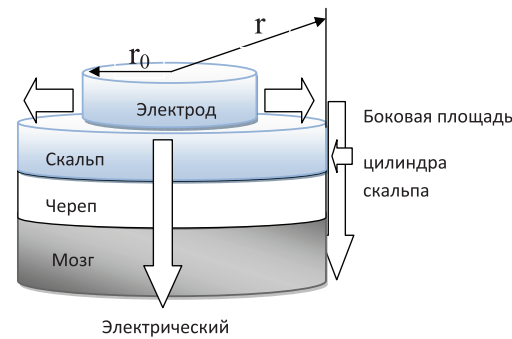 r
r0
Электрод
Боковая площадь
Скальп
цилиндра
скальпа
Череп
Мозг
Электрический